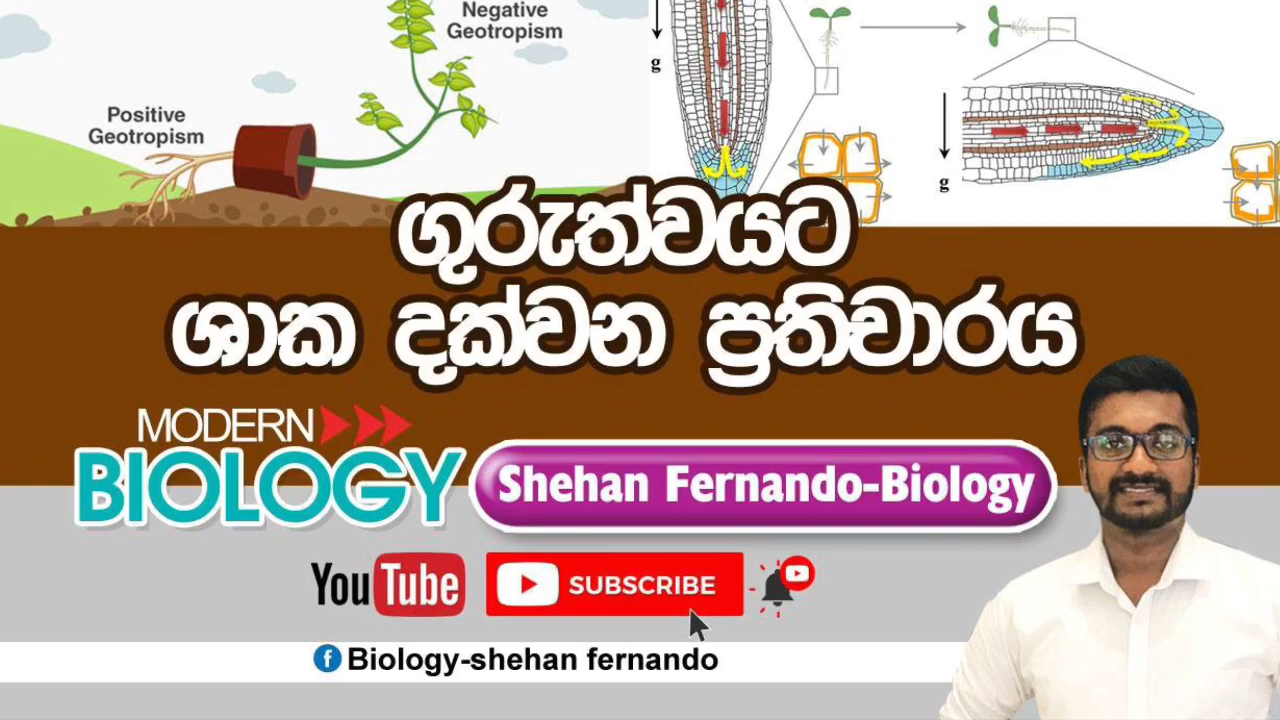 Negative
Geotropism
Positive
Geotropism
g
g
ගුරුත්වයට
ශාක දක්වන ප්‍රතිචාරය
MODERN
BIOLOGY
Shehan Fernando-Biology
YouTube
SUBSCRIBE
f Biology-shehan fernando